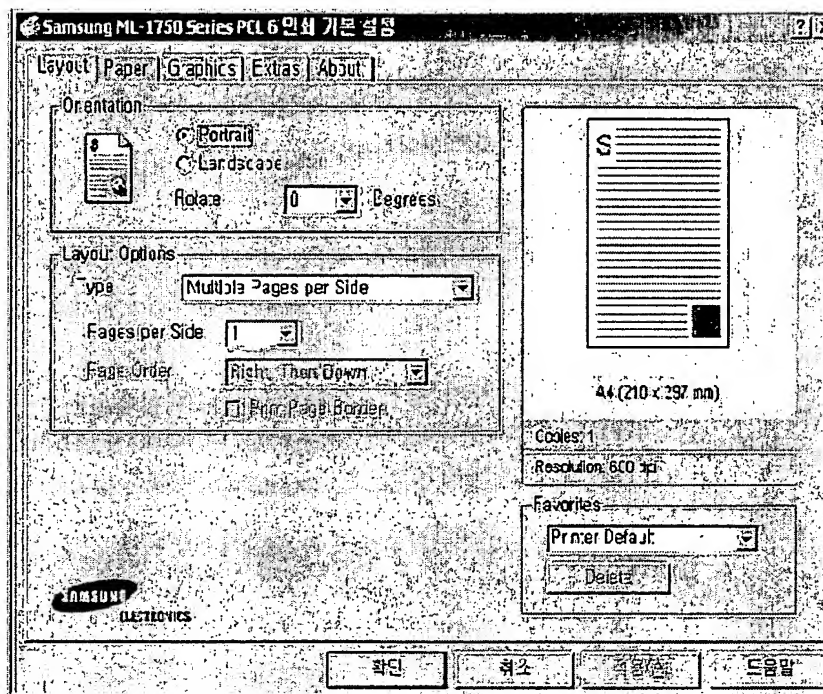 Samsung ML-1750 Series PCL 6 인쇄 기본 설정
Layout Paper Graphics Extras About
Orientation
Portrait
Landscape
Rotate 0 Degrees
Layout Options
Type Multiple Pages per Side
Pages per Side 1
Page Order Right, Then Down
Print Page Border
S
S
A4 (210 x 297 mm)
Copies: 1
Resolution: 600 dpi
Favorites
Printer Default
Delete
SAMSUNG
ELECTRONICS
확인 취소 도움말